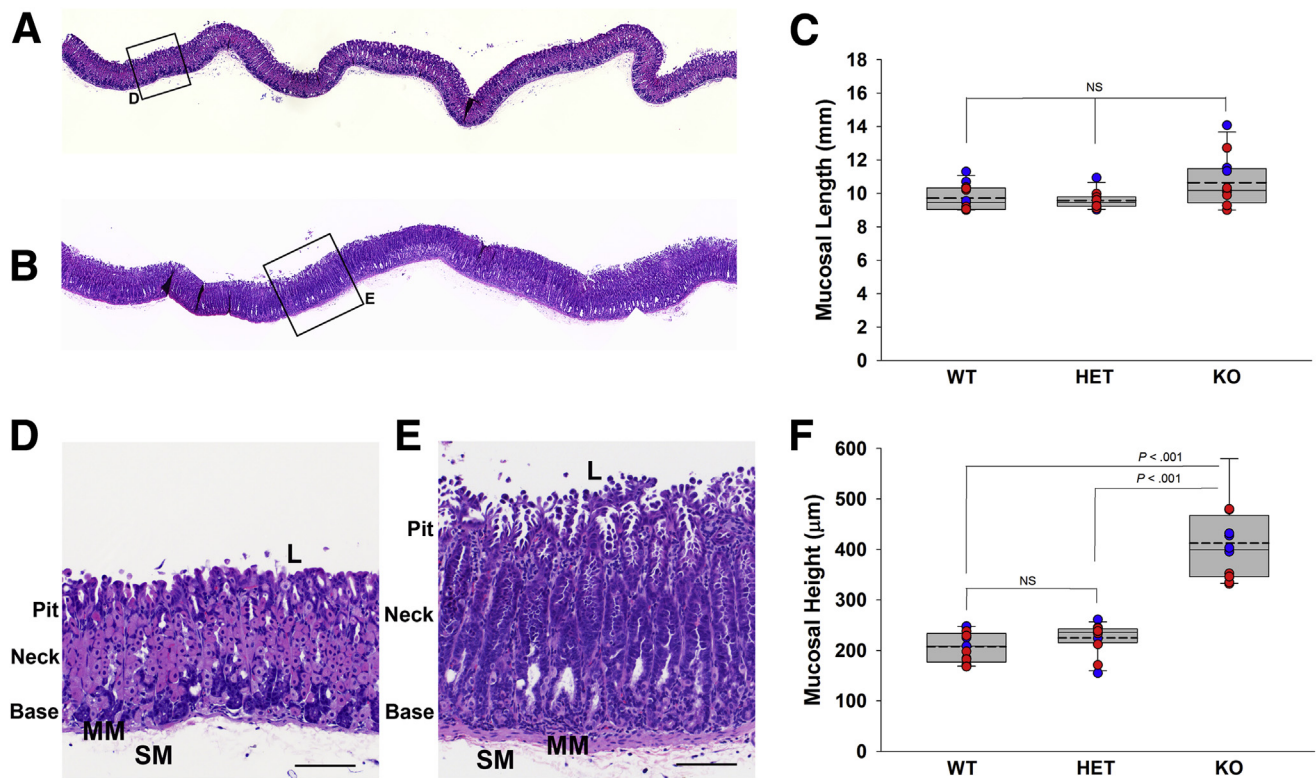 A
D
B
E
C
Mucosal Length (mm)
18
16
14
12
10
8
6
4
2
0
NS
WT HET KO
D
L
Pit
Neck
Base
MM
SM
E
L
Pit
Neck
Base
SM
MM
F
Mucosal Height (µm)
600
500
400
300
200
100
0
P < .001
P < .001
NS
WT HET KO